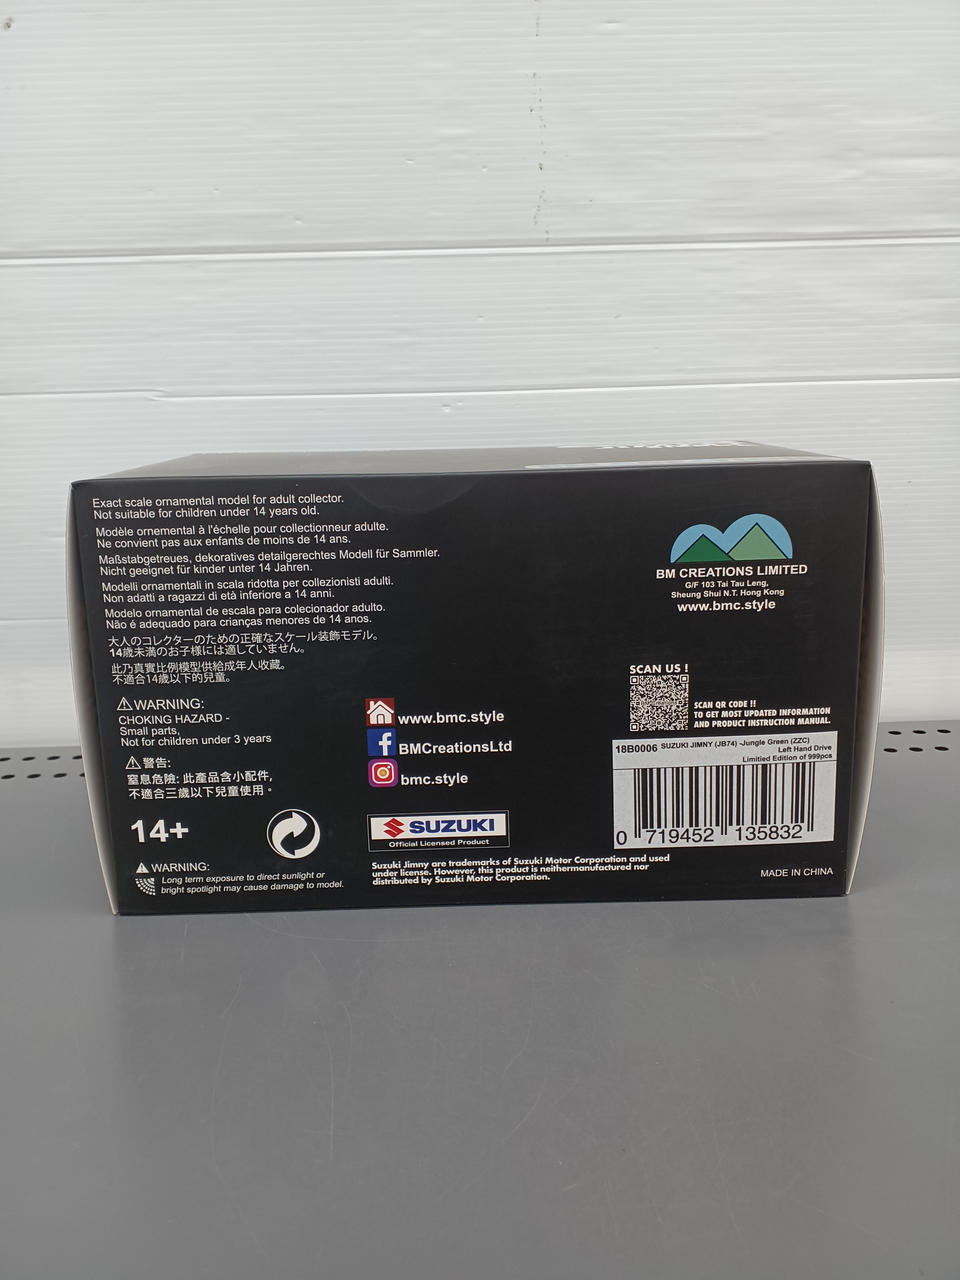 Exact scale ornamental model for adult collector.
Not suitable for children under 14 years old.
Modèle ornemental à l'échelle pour collectionneur adulte.
Ne convient pas aux enfants de moins de 14 ans.
Maßstabgetreues, dekoratives detailgerechtes Modell für Sammler.
Nicht geeignet für kinder unter 14 Jahren.
Modelli ornamentali in scala ridotta per collezionisti adulti.
Non adatti a ragazzi di età inferiore a 14 anni.
Modelo ornamental de escala para colecionador adulto.
Não é adequado para crianças menores de 14 anos.
大人のコレクターのための正確なスケール装飾モデル。
14歳未満のお子様には適していません。
此乃真實比例模型供給成年人收藏。
不適合14歲以下的兒童。
WARNING:
CHOKING HAZARD -
Small parts,
Not for children under 3 years
警告:
窒息危險: 此產品含小配件,
不適合三歲以下兒童使用。
14+
WARNING:
Long term exposure to direct sunlight or
bright spotlight may cause damage to model.
www.bmc.style
BMCreationsLtd
bmc.style
SUZUKI
Official Licensed Product
Suzuki Jimny are trademarks of Suzuki Motor Corporation and used
under license. However, this product is neithermanufactured nor
distributed by Suzuki Motor Corporation.
BM CREATIONS LIMITED
G/F 103 Tai Tau Leng,
Sheung Shui N.T. Hong Kong
www.bmc.style
SCAN US !
SCAN QR CODE !!
TO GET MOST UPDATED INFORMATION
AND PRODUCT INSTRUCTION MANUAL.
18B0006 SUZUKI JIMNY (JB74) -Jungle Green (ZZC)
Left Hand Drive
Limitied Edition of 999pcs
0 719452 135832
MADE IN CHINA